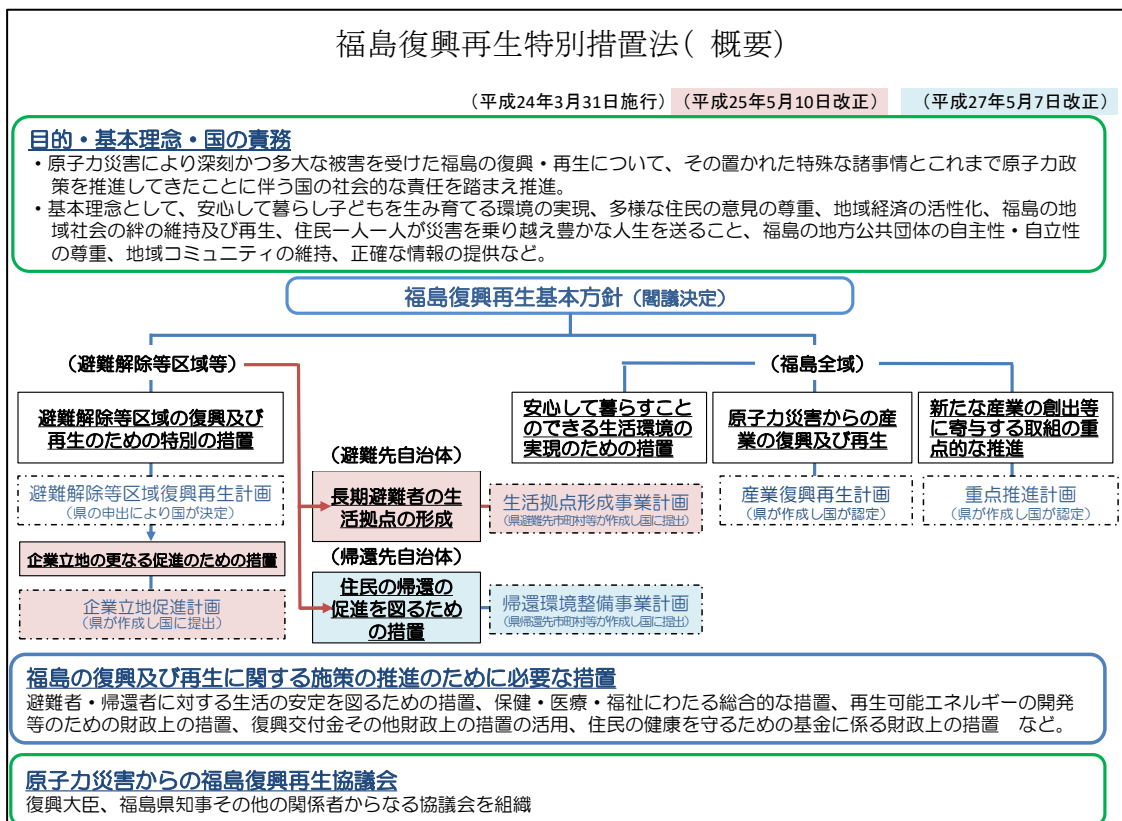 福島復興再生特別措置法( 概要)
（平成24年3月31日施行）（平成25年5月10日改正）（平成27年5月7日改正）
目的・基本理念・国の責務
・原子力災害により深刻かつ多大な被害を受けた福島の復興・再生について、その置かれた特殊な諸事情とこれまで原子力政
策を推進してきたことに伴う国の社会的な責任を踏まえ推進。
・基本理念として、安心して暮らし子どもを生み育てる環境の実現、多様な住民の意見の尊重、地域経済の活性化、福島の地
域社会の絆の維持及び再生、住民一人一人が災害を乗り越え豊かな人生を送ること、福島の地方公共団体の自主性・自立性
の尊重、地域コミュニティの維持、正確な情報の提供など。
福島復興再生基本方針（閣議決定）
（避難解除等区域等）
避難解除等区域の復興及び
再生のための特別の措置
避難解除等区域復興再生計画
（県の申出により国が決定）
企業立地の更なる促進のための措置
企業立地促進計画
（県が作成し国に提出）
（避難先自治体）
長期避難者の生
活拠点の形成
生活拠点形成事業計画
（県避難先市町村等が作成し国に提出）
（帰還先自治体）
住民の帰還の
促進を図るため
の措置
帰還環境整備事業計画
（県帰還先市町村等が作成し国に提出）
（福島全域）
安心して暮らすこと
のできる生活環境の
実現のための措置
原子力災害からの産
業の復興及び再生
産業復興再生計画
（県が作成し国が認定）
新たな産業の創出等
に寄与する取組の重
点的な推進
重点推進計画
（県が作成し国が認定）
福島の復興及び再生に関する施策の推進のために必要な措置
避難者・帰還者に対する生活の安定を図るための措置、保健・医療・福祉にわたる総合的な措置、再生可能エネルギーの開発
等のための財政上の措置、復興交付金その他財政上の措置の活用、住民の健康を守るための基金に係る財政上の措置　など。
原子力災害からの福島復興再生協議会
復興大臣、福島県知事その他の関係者からなる協議会を組織